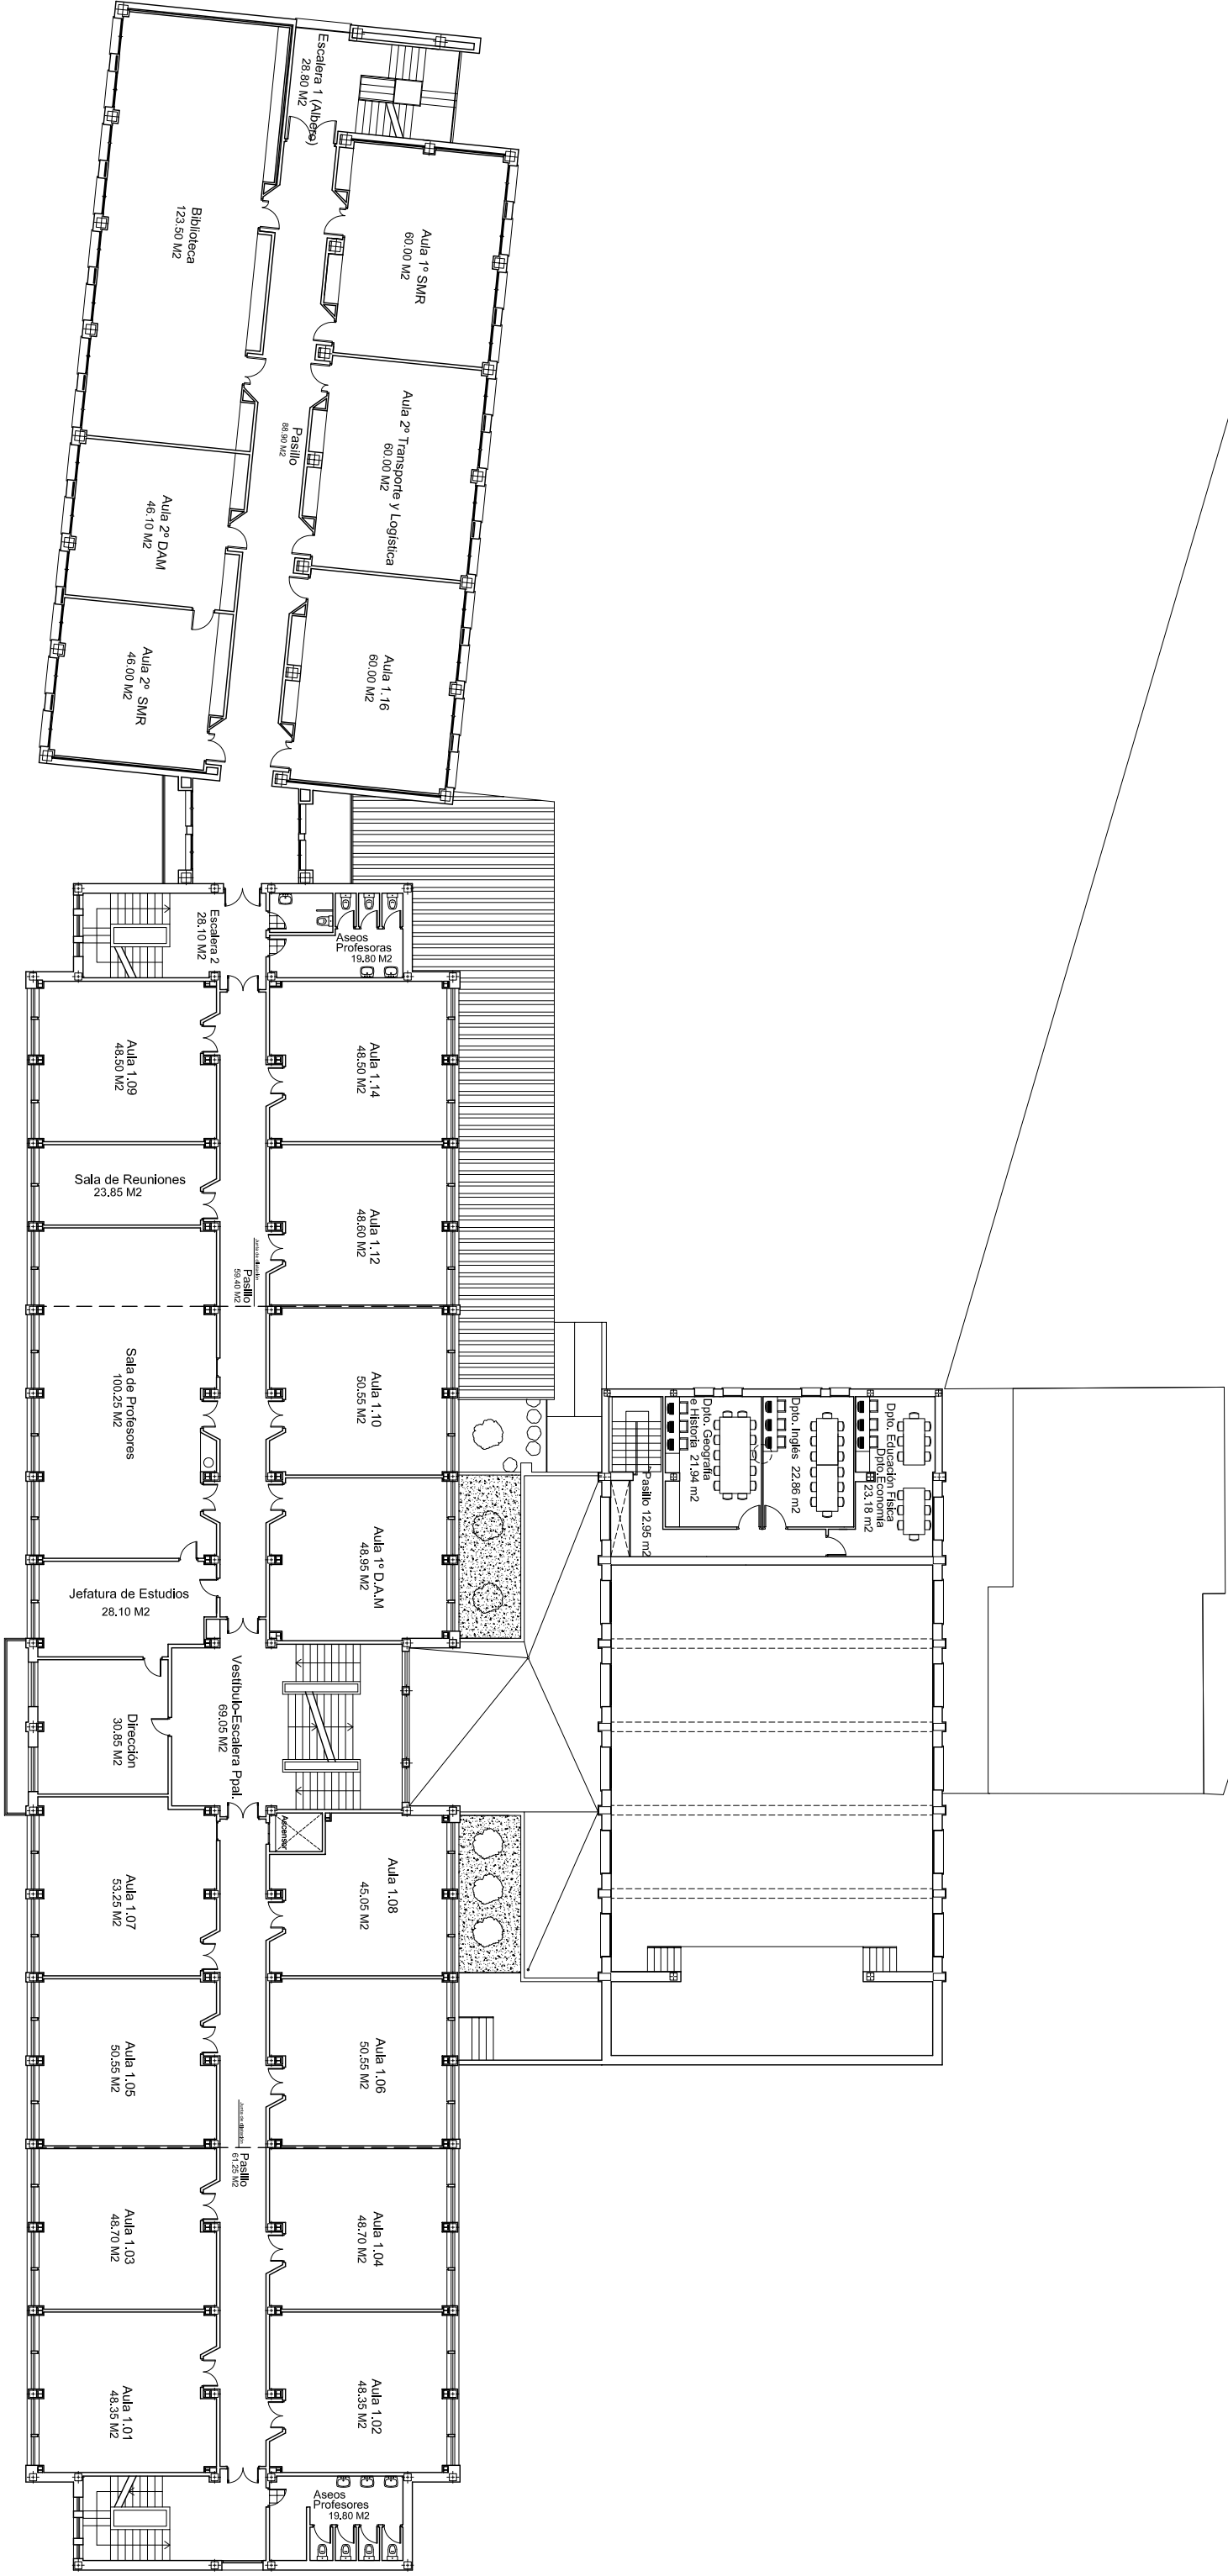 Escalera 1 (Albero)
28.80 M2
Biblioteca
123.50 M2
Aula 1º SMR
60.00 M2
Aula 2º Transporte y Logística
60.00 M2
Pasillo
88.90 M2
Aula 2º DAM
46.10 M2
Aula 2º SMR
46.00 M2
Aula 1.16
60.00 M2
Escalera 2
28.10 M2
Aseos
Profesoras
19.80 M2
Aula 1.09
48.50 M2
Aula 1.14
48.50 M2
Sala de Reuniones
23.85 M2
Aula 1.12
48.60 M2
Junta de dilatación
Pasillo
59.40 M2
Sala de Profesores
100.25 M2
Aula 1.10
50.55 M2
Dpto. Geografía
e Historia 21.94 m2
Dpto. Inglés 22.86 m2
Dpto. Educación Física
Dpto. Economía
23.18 m2
Pasillo 12.95 m2
Aula 1º D.A.M
48.95 M2
Jefatura de Estudios
28.10 M2
Vestíbulo-Escalera Ppal.
69.05 M2
Dirección
30.85 M2
Ascensor
Aula 1.07
53.25 M2
Aula 1.08
45.05 M2
Aula 1.05
50.55 M2
Aula 1.06
50.55 M2
Junta de dilatación
Pasillo
61.25 M2
Aula 1.03
48.70 M2
Aula 1.04
48.70 M2
Aula 1.01
48.35 M2
Aula 1.02
48.35 M2
Aseos
Profesores
19.80 M2